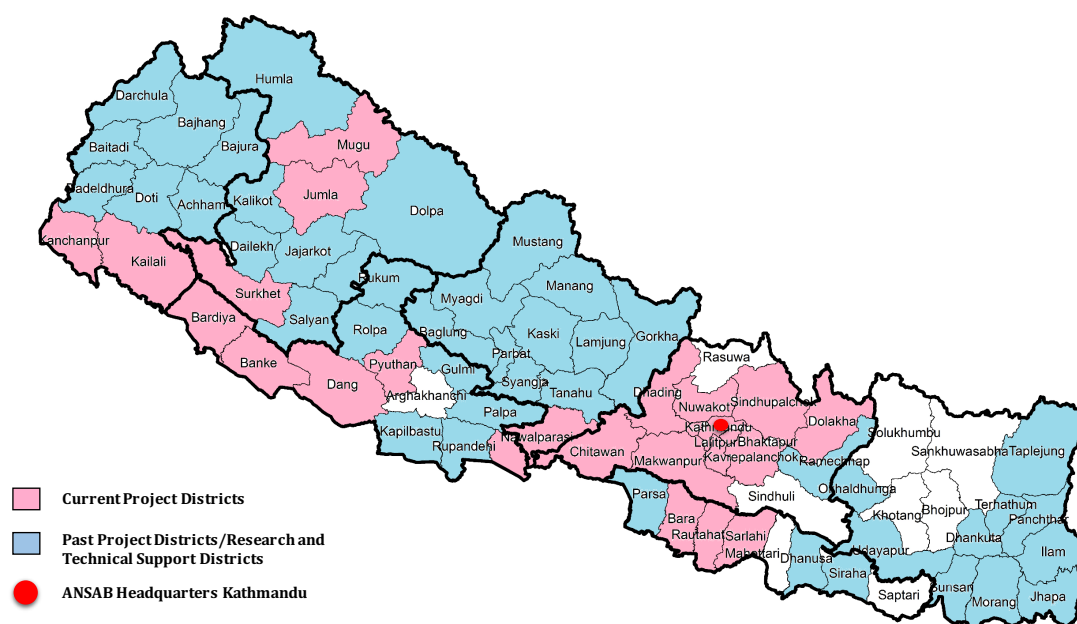 Humla
Darchula
Bajhang
Baitadi
Bajura
Mugu
Dadeldhura
Doti
Achham
Kalikot
Jumla
Dolpa
Kanchanpur
Kailali
Dailekh
Jajarkot
Mustang
Surkhet
Rukum
Myagdi
Manang
Bardiya
Salyan
Rolpa
Baglung
Kaski
Lamjung
Gorkha
Banke
Pyuthan
Gulmi
Parbat
Rasuwa
Dang
Arghakhanchi
Syangja
Tanahu
Dhading
Nuwakot
Sindhupalchok
Palpa
Kathmandu
Dolakha
Kapilbastu
Rupandehi
Nawalparasi
Chitawan
Lalitpur
Bhaktapur
Makwanpur
Kavrepalanchok
Ramechhap
Solukhumbu
Sankhuwasabha
Taplejung
Parsa
Sindhuli
Okhaldhunga
Khotang
Bhojpur
Terhathum
Panchthar
Bara
Rautahat
Sarlahi
Mahottari
Dhanusa
Siraha
Udayapur
Dhankuta
Ilam
Saptari
Sunsari
Morang
Jhapa
Current Project Districts
Past Project Districts/Research and
Technical Support Districts
ANSAB Headquarters Kathmandu